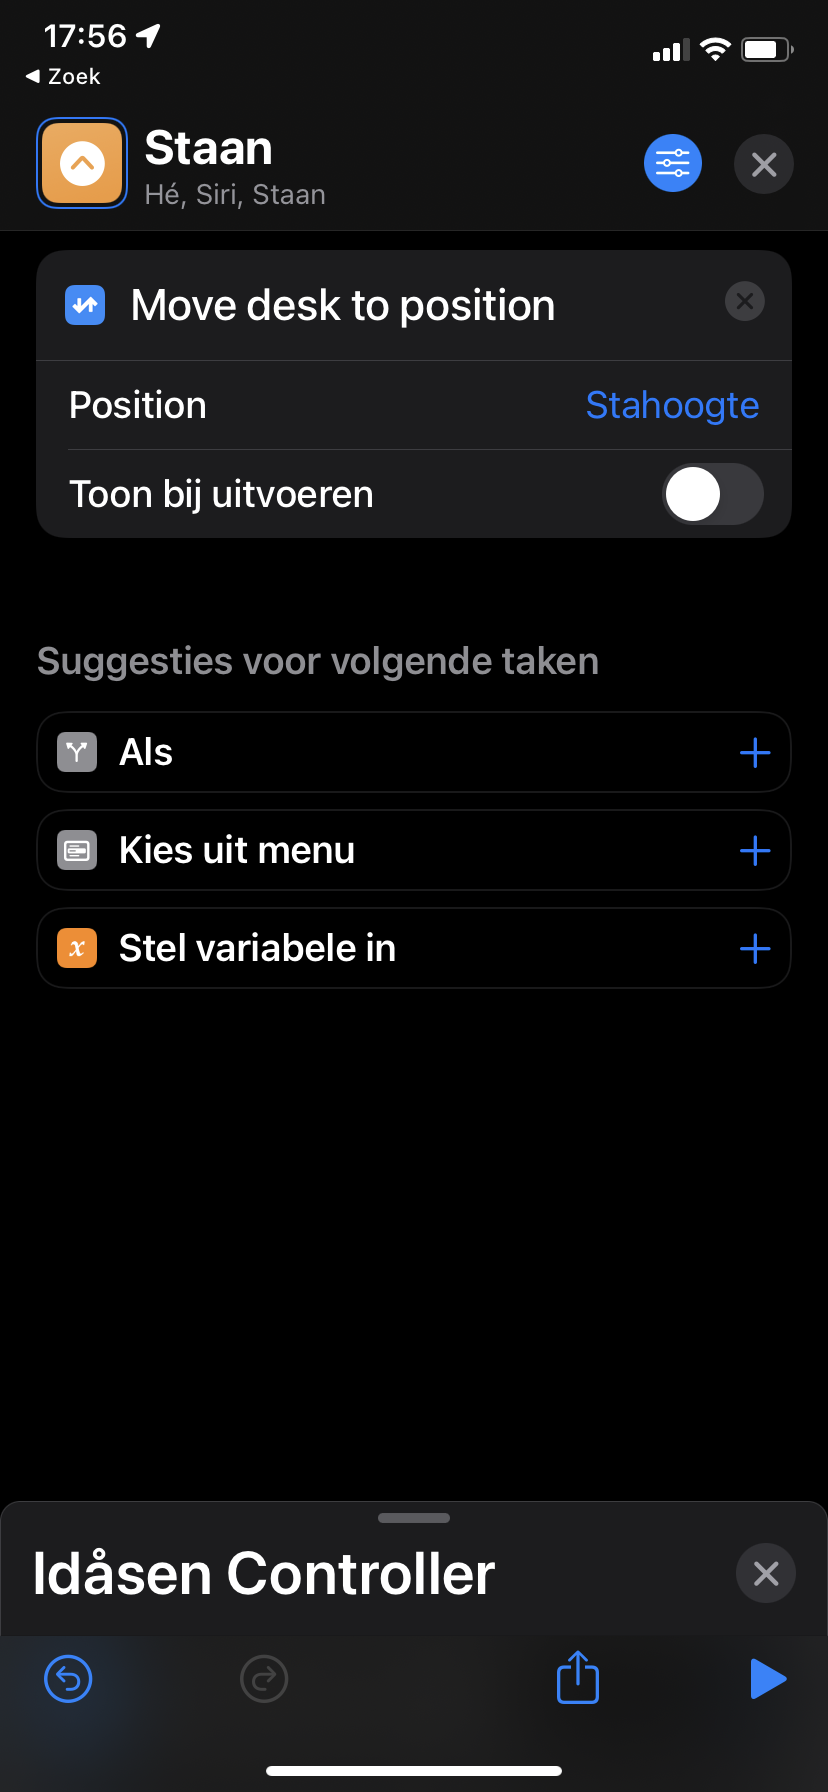 17:56
Zoek
Staan
Hé, Siri, Staan
Move desk to position
Position Stahoogte
Toon bij uitvoeren
Suggesties voor volgende taken
Als
Kies uit menu
x Stel variabele in
Idåsen Controller